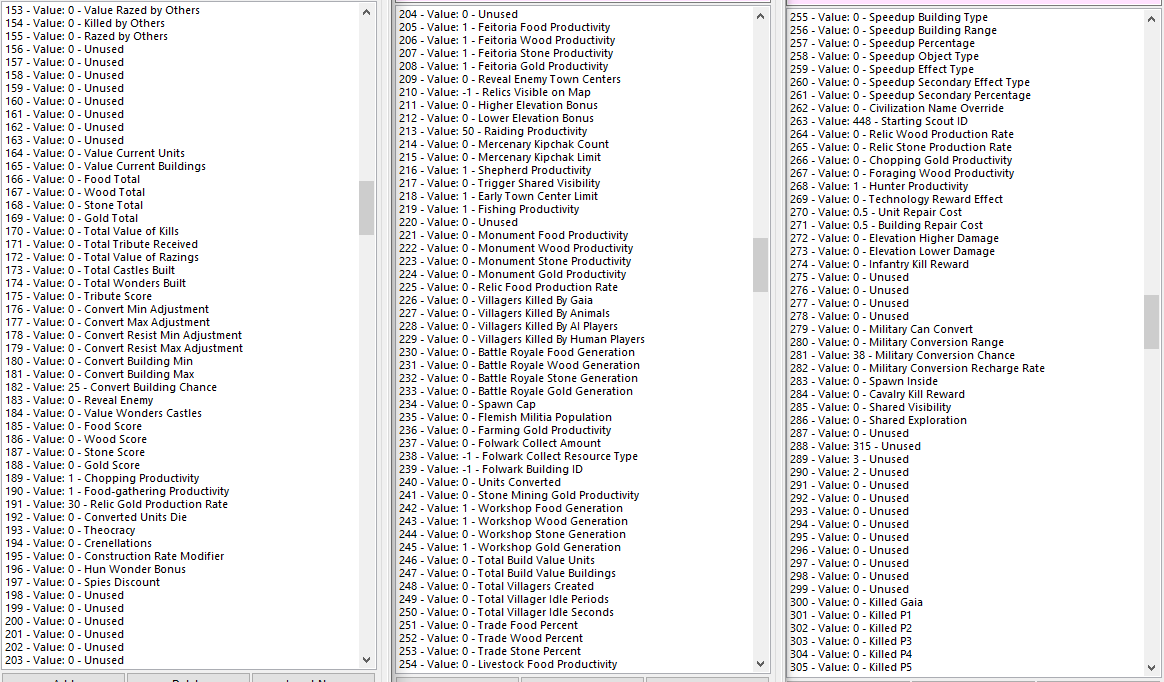 153 - Value: 0 - Value Razed by Others
154 - Value: 0 - Killed by Others
155 - Value: 0 - Razed by Others
156 - Value: 0 - Unused
157 - Value: 0 - Unused
158 - Value: 0 - Unused
159 - Value: 0 - Unused
160 - Value: 0 - Unused
161 - Value: 0 - Unused
162 - Value: 0 - Unused
163 - Value: 0 - Unused
164 - Value: 0 - Value Current Units
165 - Value: 0 - Value Current Buildings
166 - Value: 0 - Food Total
167 - Value: 0 - Wood Total
168 - Value: 0 - Stone Total
169 - Value: 0 - Gold Total
170 - Value: 0 - Total Value of Kills
171 - Value: 0 - Total Tribute Received
172 - Value: 0 - Total Value of Razings
173 - Value: 0 - Total Castles Built
174 - Value: 0 - Total Wonders Built
175 - Value: 0 - Tribute Score
176 - Value: 0 - Convert Min Adjustment
177 - Value: 0 - Convert Max Adjustment
178 - Value: 0 - Convert Resist Min Adjustment
179 - Value: 0 - Convert Resist Max Adjustment
180 - Value: 0 - Convert Building Min
181 - Value: 0 - Convert Building Max
182 - Value: 25 - Convert Building Chance
183 - Value: 0 - Reveal Enemy
184 - Value: 0 - Value Wonders Castles
185 - Value: 0 - Food Score
186 - Value: 0 - Wood Score
187 - Value: 0 - Stone Score
188 - Value: 0 - Gold Score
189 - Value: 1 - Chopping Productivity
190 - Value: 1 - Food-gathering Productivity
191 - Value: 30 - Relic Gold Production Rate
192 - Value: 0 - Converted Units Die
193 - Value: 0 - Theocracy
194 - Value: 0 - Crenellations
195 - Value: 0 - Construction Rate Modifier
196 - Value: 0 - Hun Wonder Bonus
197 - Value: 0 - Spies Discount
198 - Value: 0 - Unused
199 - Value: 0 - Unused
200 - Value: 0 - Unused
201 - Value: 0 - Unused
202 - Value: 0 - Unused
203 - Value: 0 - Unused
204 - Value: 0 - Unused
205 - Value: 1 - Feitoria Food Productivity
206 - Value: 1 - Feitoria Wood Productivity
207 - Value: 1 - Feitoria Stone Productivity
208 - Value: 1 - Feitoria Gold Productivity
209 - Value: 0 - Reveal Enemy Town Centers
210 - Value: -1 - Relics Visible on Map
211 - Value: 0 - Higher Elevation Bonus
212 - Value: 0 - Lower Elevation Bonus
213 - Value: 50 - Raiding Productivity
214 - Value: 0 - Mercenary Kipchak Count
215 - Value: 0 - Mercenary Kipchak Limit
216 - Value: 1 - Shepherd Productivity
217 - Value: 0 - Trigger Shared Visibility
218 - Value: 1 - Early Town Center Limit
219 - Value: 1 - Fishing Productivity
220 - Value: 0 - Unused
221 - Value: 0 - Monument Food Productivity
222 - Value: 0 - Monument Wood Productivity
223 - Value: 0 - Monument Stone Productivity
224 - Value: 0 - Monument Gold Productivity
225 - Value: 0 - Relic Food Production Rate
226 - Value: 0 - Villagers Killed By Gaia
227 - Value: 0 - Villagers Killed By Animals
228 - Value: 0 - Villagers Killed By AI Players
229 - Value: 0 - Villagers Killed By Human Players
230 - Value: 0 - Battle Royale Food Generation
231 - Value: 0 - Battle Royale Wood Generation
232 - Value: 0 - Battle Royale Stone Generation
233 - Value: 0 - Battle Royale Gold Generation
234 - Value: 0 - Spawn Cap
235 - Value: 0 - Flemish Militia Population
236 - Value: 0 - Farming Gold Productivity
237 - Value: 0 - Folwark Collect Amount
238 - Value: -1 - Folwark Collect Resource Type
239 - Value: -1 - Folwark Building ID
240 - Value: 0 - Units Converted
241 - Value: 0 - Stone Mining Gold Productivity
242 - Value: 1 - Workshop Food Generation
243 - Value: 1 - Workshop Wood Generation
244 - Value: 0 - Workshop Stone Generation
245 - Value: 1 - Workshop Gold Generation
246 - Value: 0 - Total Build Value Units
247 - Value: 0 - Total Build Value Buildings
248 - Value: 0 - Total Villagers Created
249 - Value: 0 - Total Villager Idle Periods
250 - Value: 0 - Total Villager Idle Seconds
251 - Value: 0 - Trade Food Percent
252 - Value: 0 - Trade Wood Percent
253 - Value: 0 - Trade Stone Percent
254 - Value: 0 - Livestock Food Productivity
255 - Value: 0 - Speedup Building Type
256 - Value: 0 - Speedup Building Range
257 - Value: 0 - Speedup Percentage
258 - Value: 0 - Speedup Object Type
259 - Value: 0 - Speedup Effect Type
260 - Value: 0 - Speedup Secondary Effect Type
261 - Value: 0 - Speedup Secondary Percentage
262 - Value: 0 - Civilization Name Override
263 - Value: 448 - Starting Scout ID
264 - Value: 0 - Relic Wood Production Rate
265 - Value: 0 - Relic Stone Production Rate
266 - Value: 0 - Chopping Gold Productivity
267 - Value: 0 - Foraging Wood Productivity
268 - Value: 1 - Hunter Productivity
269 - Value: 0 - Technology Reward Effect
270 - Value: 0.5 - Unit Repair Cost
271 - Value: 0.5 - Building Repair Cost
272 - Value: 0 - Elevation Higher Damage
273 - Value: 0 - Elevation Lower Damage
274 - Value: 0 - Infantry Kill Reward
275 - Value: 0 - Unused
276 - Value: 0 - Unused
277 - Value: 0 - Unused
278 - Value: 0 - Unused
279 - Value: 0 - Military Can Convert
280 - Value: 0 - Military Conversion Range
281 - Value: 38 - Military Conversion Chance
282 - Value: 0 - Military Conversion Recharge Rate
283 - Value: 0 - Spawn Inside
284 - Value: 0 - Cavalry Kill Reward
285 - Value: 0 - Shared Visibility
286 - Value: 0 - Shared Exploration
287 - Value: 0 - Unused
288 - Value: 315 - Unused
289 - Value: 3 - Unused
290 - Value: 2 - Unused
291 - Value: 0 - Unused
292 - Value: 0 - Unused
293 - Value: 0 - Unused
294 - Value: 0 - Unused
295 - Value: 0 - Unused
296 - Value: 0 - Unused
297 - Value: 0 - Unused
298 - Value: 0 - Unused
299 - Value: 0 - Unused
300 - Value: 0 - Killed Gaia
301 - Value: 0 - Killed P1
302 - Value: 0 - Killed P2
303 - Value: 0 - Killed P3
304 - Value: 0 - Killed P4
305 - Value: 0 - Killed P5